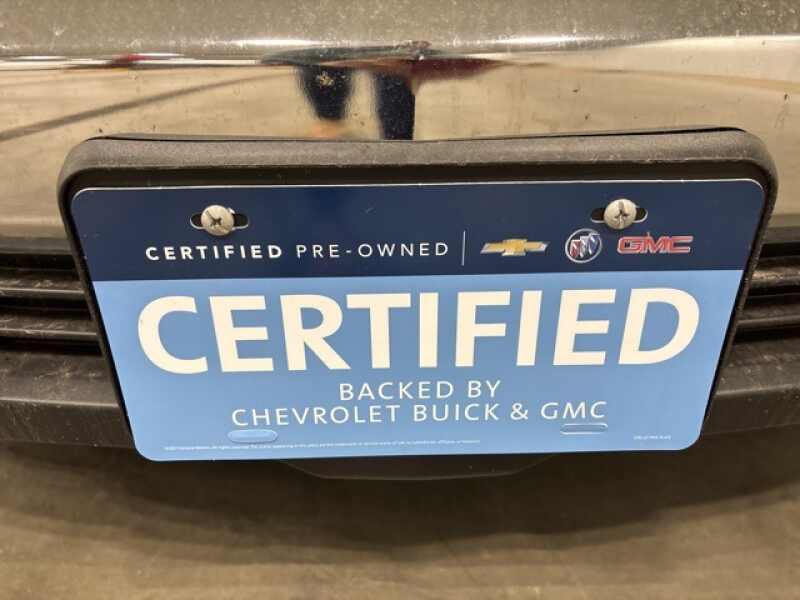 CERTIFIED PRE-OWNED GMC
CERTIFIED
BACKED BY
CHEVROLET BUICK & GMC